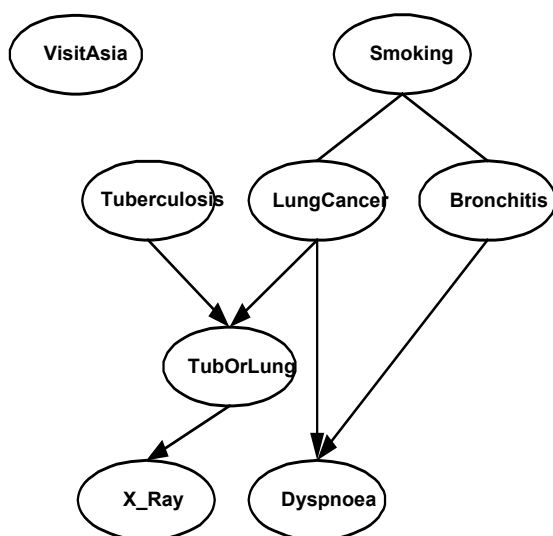 VisitAsia
Smoking
Tuberculosis
LungCancer
Bronchitis
TubOrLung
X_Ray
Dyspnoea